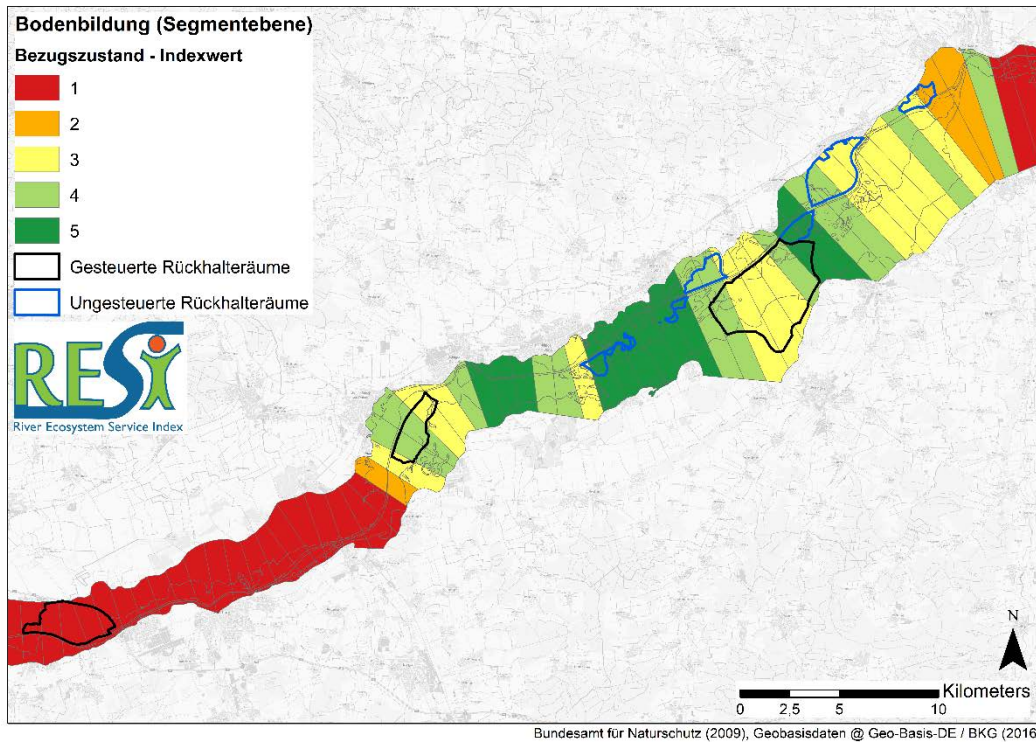 Bodenbildung (Segmentebene)
Bezugszustand - Indexwert
1
2
3
4
5
Gesteuerte Rückhalteräume
Ungesteuerte Rückhalteräume
RESI
River Ecosystem Service Index
N
Kilometers
0 2,5 5 10
Bundesamt für Naturschutz (2009), Geobasisdaten @ Geo-Basis-DE / BKG (2016